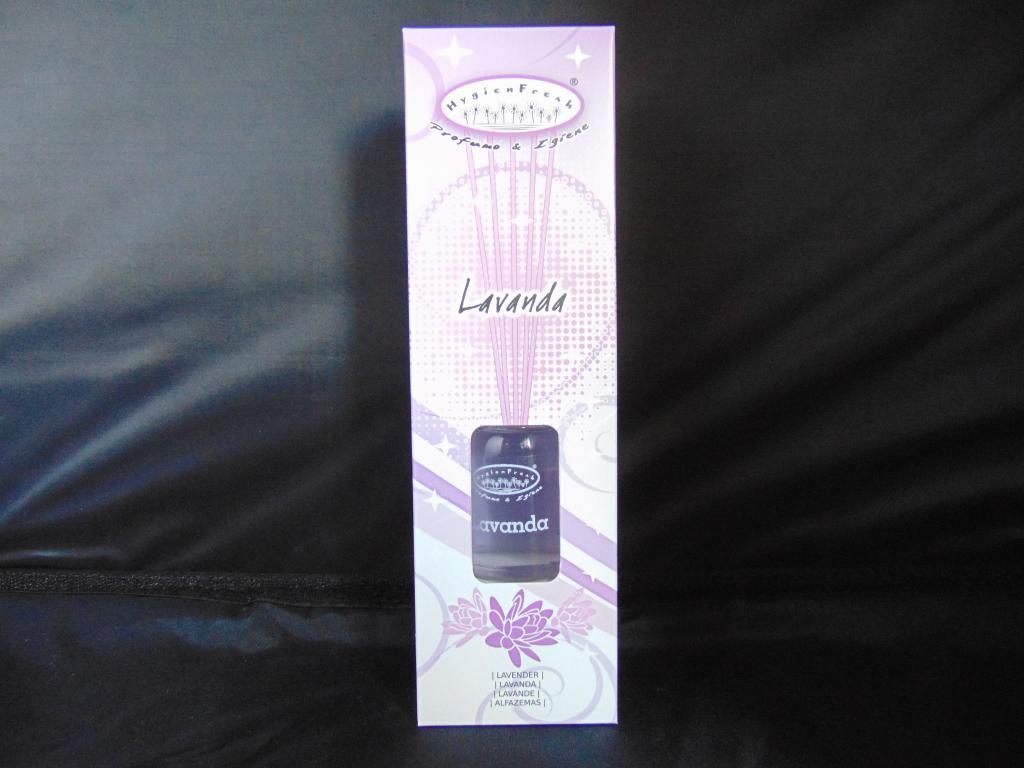 HygienFresh®
Profumo & Igiene
Lavanda
HygienFresh®
Profumo & Igiene
avanda
| LAVENDER |
| LAVANDA |
| LAVANDE |
| ALFAZEMAS |